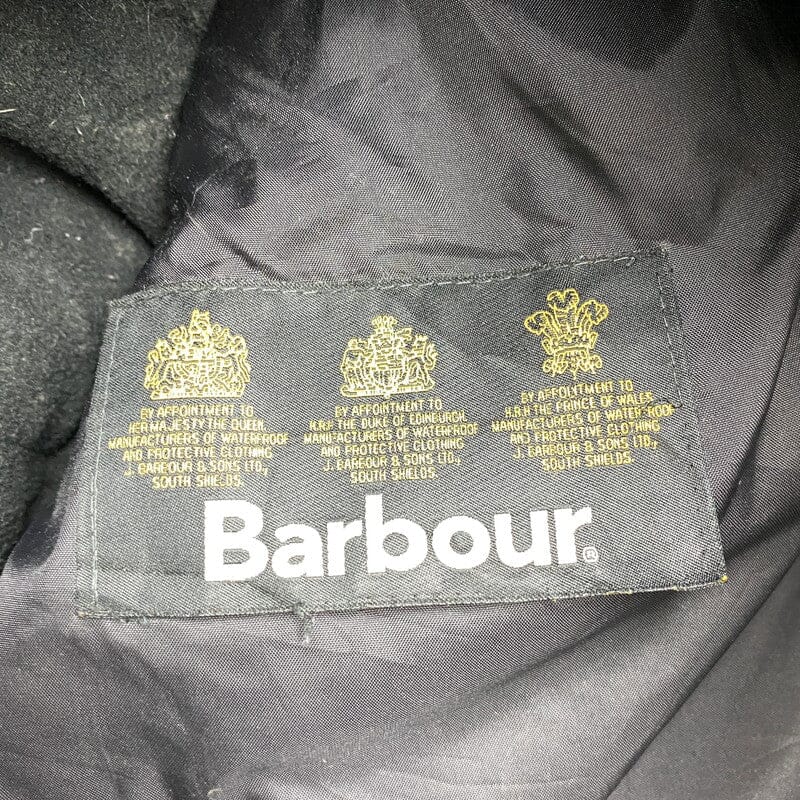 BY APPOINTMENT TO
HER MAJESTY THE QUEEN.
MANUFACTURERS OF WATERPROOF
AND PROTECTIVE CLOTHING
J. BARBOUR & SONS LTD.,
SOUTH SHIELDS.
BY APPOINTMENT TO
H.R.H. THE DUKE OF EDINBURGH.
MANUFACTURERS OF WATERPROOF
AND PROTECTIVE CLOTHING
J. BARBOUR & SONS LTD.,
SOUTH SHIELDS.
BY APPOINTMENT TO
H.R.H THE PRINCE OF WALES
MANUFACTURERS OF WATERPROOF
AND PROTECTIVE CLOTHING
J. BARBOUR & SONS LTD.,
SOUTH SHIELDS.
Barbour®